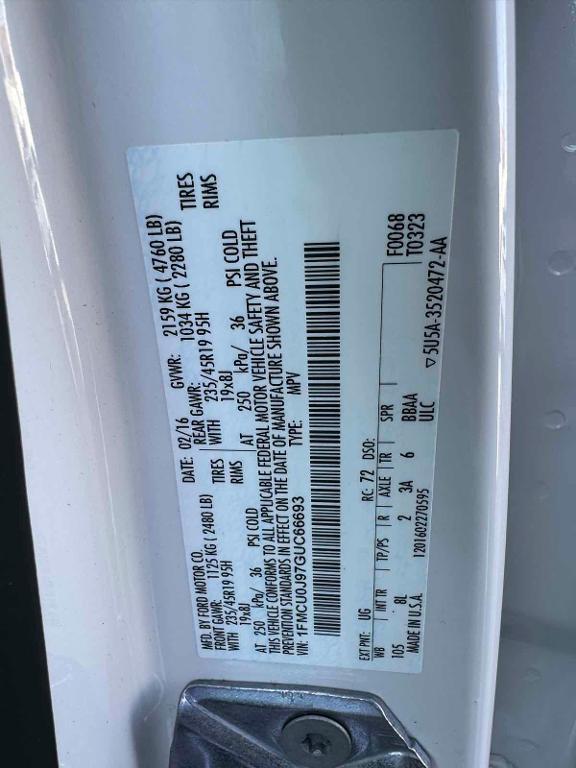 MFD. BY FORD MOTOR CO.
DATE: 02/16 GVWR: 2159 KG ( 4760 LB)
FRONT GAWR: 1125 KG ( 2480 LB) REAR GAWR: 1034 KG ( 2280 LB)
WITH 235/45R19 95H TIRES WITH 235/45R19 95H TIRES
19x8J RIMS 19x8J RIMS
AT 250 kPa/ 36 PSI COLD AT 250 kPa/ 36 PSI COLD
THIS VEHICLE CONFORMS TO ALL APPLICABLE FEDERAL MOTOR VEHICLE SAFETY AND THEFT
PREVENTION STANDARDS IN EFFECT ON THE DATE OF MANUFACTURE SHOWN ABOVE.
VIN: 1FMCU0J97GUC66693 TYPE: MPV
F0068
T0323
EXT PNT: UG RC: 72 DSO:
WB INT TR TP/PS R AXLE TR SPR
105 8L 2 3A 6 BBAA
MADE IN U.S.A. ULC
1201602270595 ▽5U5A-3520472-AA